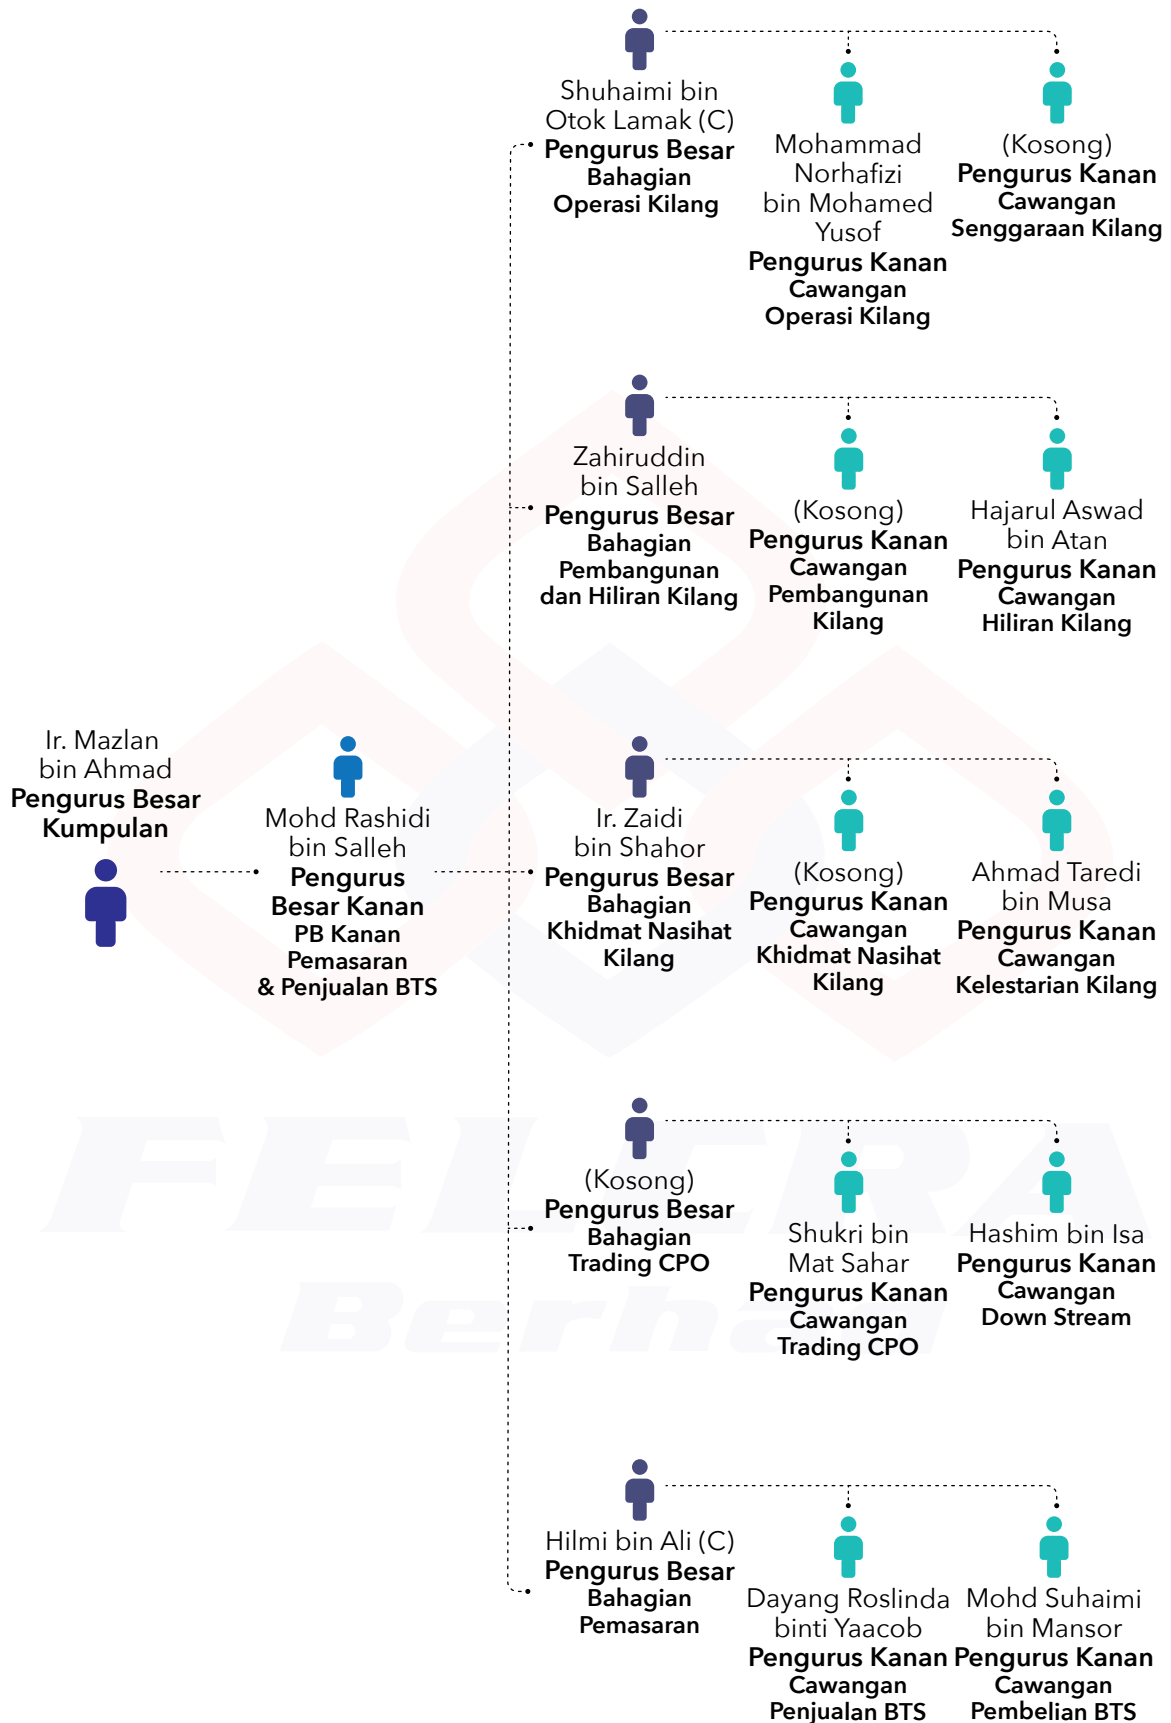 Shuhaimi bin
Otok Lamak (C)
Pengurus Besar
Bahagian
Operasi Kilang
Mohammad
Norhafizi
bin Mohamed
Yusof
Pengurus Kanan
Cawangan
Operasi Kilang
(Kosong)
Pengurus Kanan
Cawangan
Senggaraan Kilang
Zahiruddin
bin Salleh
Pengurus Besar
Bahagian
Pembangunan
dan Hiliran Kilang
(Kosong)
Pengurus Kanan
Cawangan
Pembangunan
Kilang
Hajarul Aswad
bin Atan
Pengurus Kanan
Cawangan
Hiliran Kilang
Ir. Mazlan
bin Ahmad
Pengurus Besar
Kumpulan
Mohd Rashidi
bin Salleh
Pengurus
Besar Kanan
PB Kanan
Pemasaran
& Penjualan BTS
Ir. Zaidi
bin Shahor
Pengurus Besar
Bahagian
Khidmat Nasihat
Kilang
(Kosong)
Pengurus Kanan
Cawangan
Khidmat Nasihat
Kilang
Ahmad Taredi
bin Musa
Pengurus Kanan
Cawangan
Kelestarian Kilang
(Kosong)
Pengurus Besar
Bahagian
Trading CPO
Shukri bin
Mat Sahar
Pengurus Kanan
Cawangan
Trading CPO
Hashim bin Isa
Pengurus Kanan
Cawangan
Down Stream
FELCRA
Berhad
Hilmi bin Ali (C)
Pengurus Besar
Bahagian
Pemasaran
Dayang Roslinda
binti Yaacob
Pengurus Kanan
Cawangan
Penjualan BTS
Mohd Suhaimi
bin Mansor
Pengurus Kanan
Cawangan
Pembelian BTS